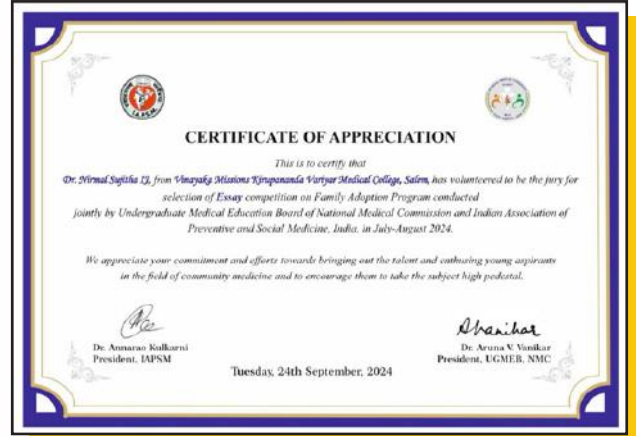 I.A.P.S.M.
CERTIFICATE OF APPRECIATION
This is to certify that
Dr. Nirmal Sujitha IJ, from Vinayaka Missions Kirupananda Variyar Medical College, Salem, has volunteered to be the jury for
selection of Essay competition on Family Adoption Program conducted
jointly by Undergraduate Medical Education Board of National Medical Commission and Indian Association of
Preventive and Social Medicine, India, in July-August 2024.
We appreciate your commitment and efforts towards bringing out the talent and enthusing young aspirants
in the field of community medicine and to encourage them to take the subject high pedestal.
Dr. Annarao Kulkarni
President, IAPSM
Dr. Aruna V. Vanikar
President, UGMEB, NMC
Tuesday, 24th September, 2024